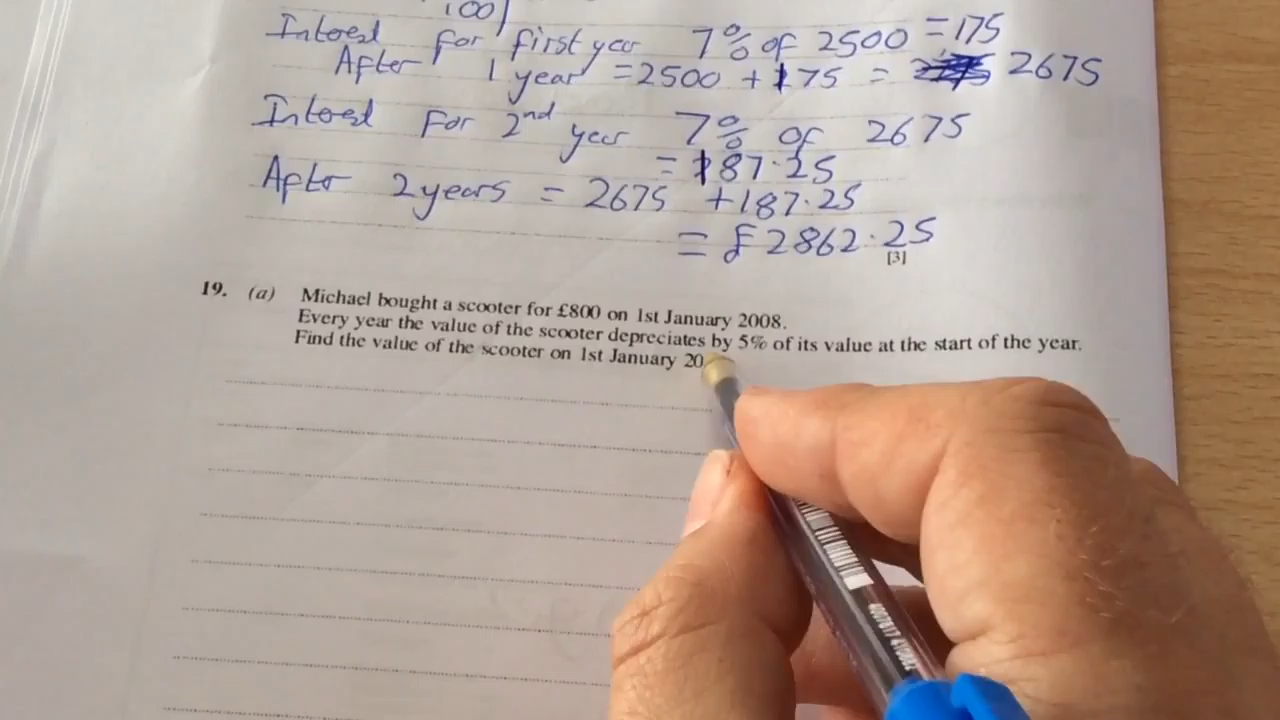 100)
Interest for first year 7% of 2500 = 175
After 1 year = 2500 + 175 = 2675
Interest for 2nd year 7% of 2675
= 187.25
After 2 years = 2675 + 187.25
= £2862.25
[3]
19. (a) Michael bought a scooter for £800 on 1st January 2008.
Every year the value of the scooter depreciates by 5% of its value at the start of the year.
Find the value of the scooter on 1st January 20